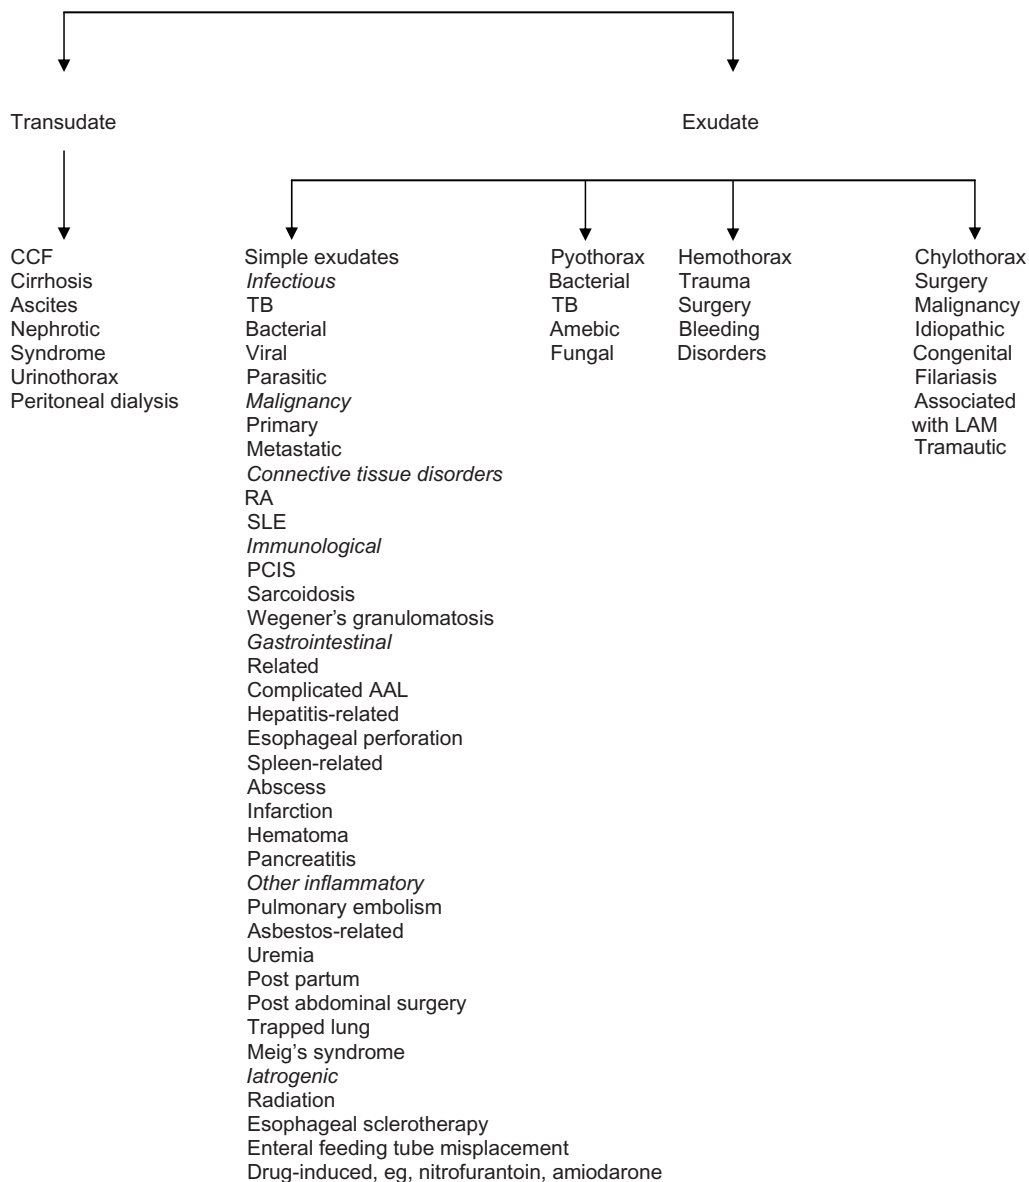 Transudate
Exudate
CCF
Cirrhosis
Ascites
Nephrotic
Syndrome
Urinothorax
Peritoneal dialysis
Simple exudates
Infectious
TB
Bacterial
Viral
Parasitic
Malignancy
Primary
Metastatic
Connective tissue disorders
RA
SLE
Immunological
PCIS
Sarcoidosis
Wegener's granulomatosis
Gastrointestinal
Related
Complicated AAL
Hepatitis-related
Esophageal perforation
Spleen-related
Abscess
Infarction
Hematoma
Pancreatitis
Other inflammatory
Pulmonary embolism
Asbestos-related
Uremia
Post partum
Post abdominal surgery
Trapped lung
Meig's syndrome
Iatrogenic
Radiation
Esophageal sclerotherapy
Enteral feeding tube misplacement
Drug-induced, eg, nitrofurantoin, amiodarone
Pyothorax
Bacterial
TB
Amebic
Fungal
Hemothorax
Trauma
Surgery
Bleeding
Disorders
Chylothorax
Surgery
Malignancy
Idiopathic
Congenital
Filariasis
Associated
with LAM
Tramautic